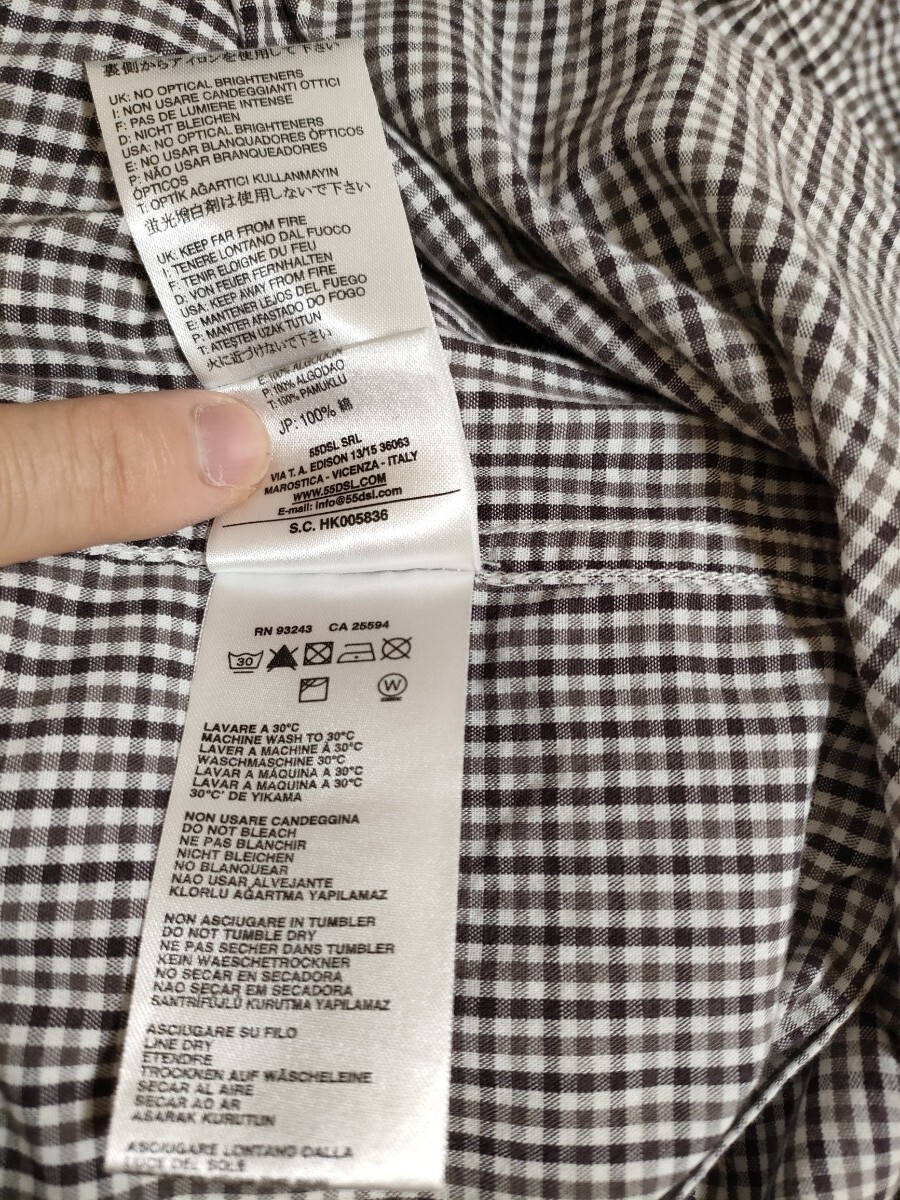 裏側からアイロンを使用して下さい
UK: NO OPTICAL BRIGHTENERS
I: NON USARE CANDEGGIANTI OTTICI
F: PAS DE LUMIERE INTENSE
D: NICHT BLEICHEN
USA: NO OPTICAL BRIGHTENERS
E: NO USAR BLANQUADORES ÒPTICOS
P: NÃO USAR BRANQUEADORES
ÒPTICOS
T: OPTİK AĞARTICI KULLANMAYIN
蛍光増白剤は使用しないで下さい
UK: KEEP FAR FROM FIRE
I: TENERE LONTANO DAL FUOCO
F: TENIR ELOIGNE DU FEU
D: VON FEUER FERNHALTEN
USA: KEEP AWAY FROM FIRE
E: MANTENER LEJOS DEL FUEGO
P: MANTER AFASTADO DO FOGO
T: ATEŞTEN UZAK TUTUN
火に近づけないで下さい
E: 100% ALGODON
P: 100% ALGODAO
T: 100% PAMUKLU
JP: 100% 綿
55DSL SRL
VIA T. A. EDISON 13/15 36063
MAROSTICA - VICENZA - ITALY
WWW.55DSL.COM
E-mail: info@55dsl.com
S.C. HK005836
RN 93243 CA 25594
30
W
LAVARE A 30°C
MACHINE WASH TO 30°C
LAVER A MACHINE À 30°C
WASCHMASCHINE 30°C
LAVAR A MÁQUINA A 30°C
LAVAR A MAQUINA A 30°C
30°C' DE YIKAMA
NON USARE CANDEGGINA
DO NOT BLEACH
NE PAS BLANCHIR
NICHT BLEICHEN
NO BLANQUEAR
NAO USAR ALVEJANTE
KLORLU AĞARTMA YAPILAMAZ
NON ASCIUGARE IN TUMBLER
DO NOT TUMBLE DRY
NE PAS SECHER DANS TUMBLER
KEIN WAESCHETROCKNER
NO SECAR EN SECADORA
NÃO SECAR EM SECADORA
SANTRİFÜJLÜ KURUTMA YAPILAMAZ
ASCIUGARE SU FILO
LINE DRY
ETENDRE
TROCKNEN AUF WÄSCHELEINE
SECAR AL AIRE
SECAR AO AR
ASARAK KURUTUN
ASCIUGARE LONTANO DALLA
LUCE DEL SOLE